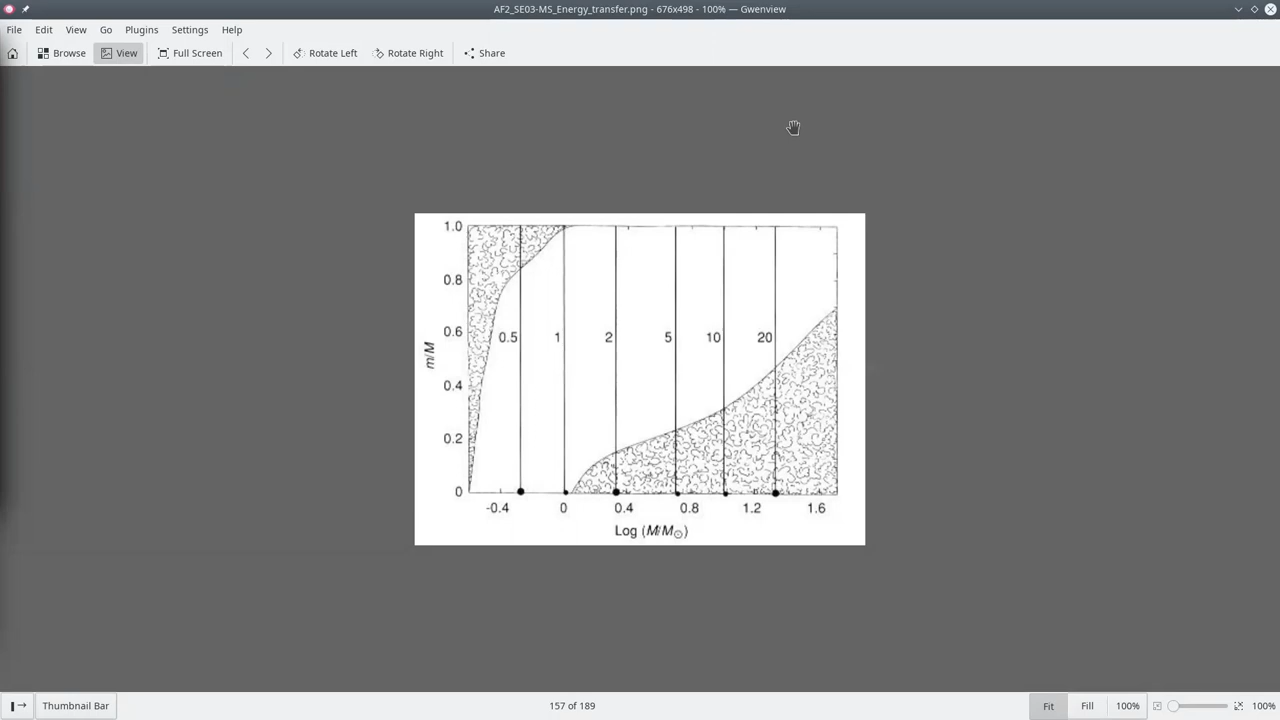 AF2_SE03-MS_Energy_transfer.png - 676x498 - 100% — Gwenview
File Edit View Go Plugins Settings Help
Browse View Full Screen Rotate Left Rotate Right Share
1.0
0.8
0.6
0.4
0.2
0
m/M
0.5 1 2 5 10 20
-0.4 0 0.4 0.8 1.2 1.6
Log (M/M☉)
Thumbnail Bar 157 of 189 Fit Fill 100% 100%